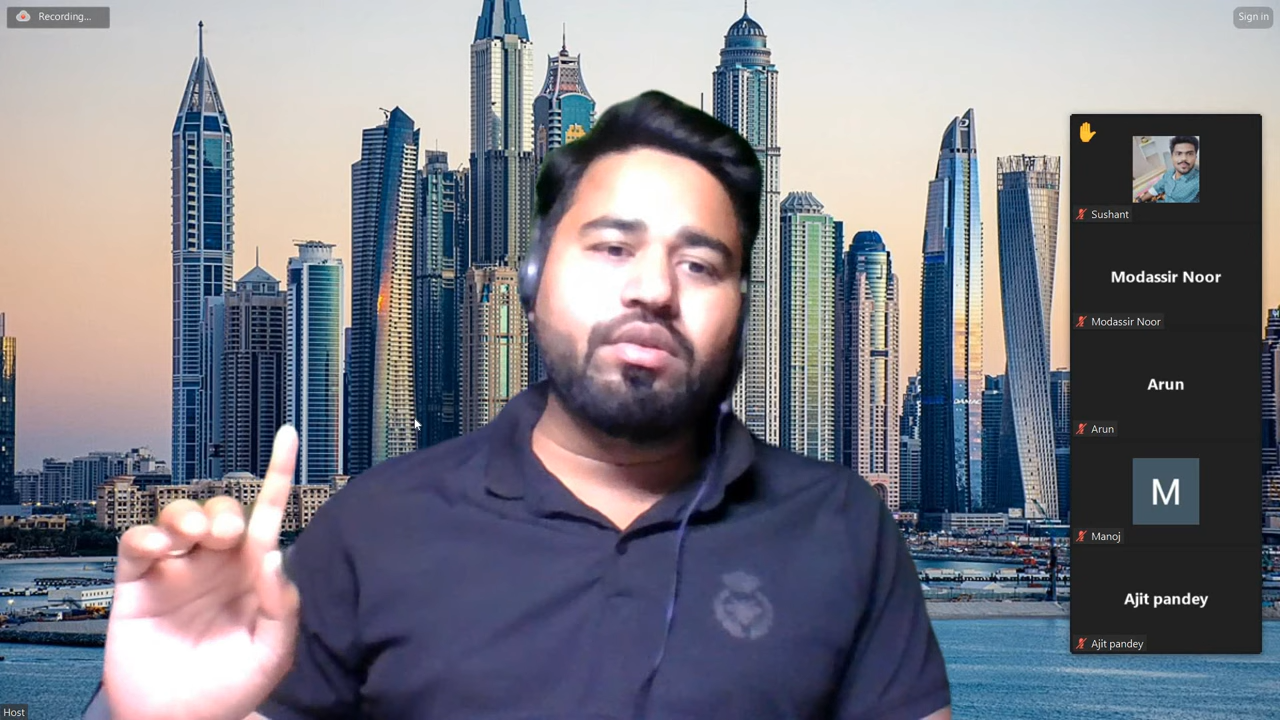 Recording...
Sign in
Sushant
Modassir Noor
Modassir Noor
Arun
Arun
M
Manoj
Ajit pandey
Ajit pandey
Host